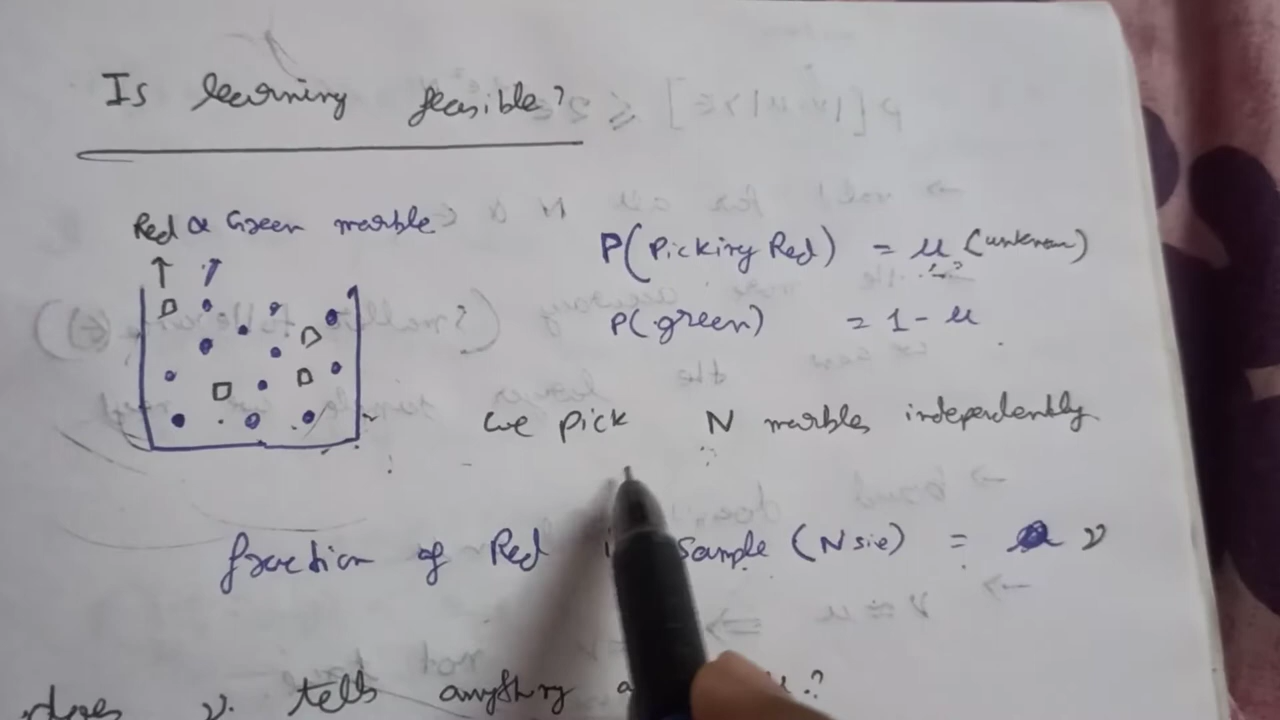 Is learning feasible?
Red & Green marble
P(Picking Red) = μ (unknown)
P(green) = 1 - μ
we pick N marbles independently
fraction of Red Sample (N sie) = ν
does ν tells anything